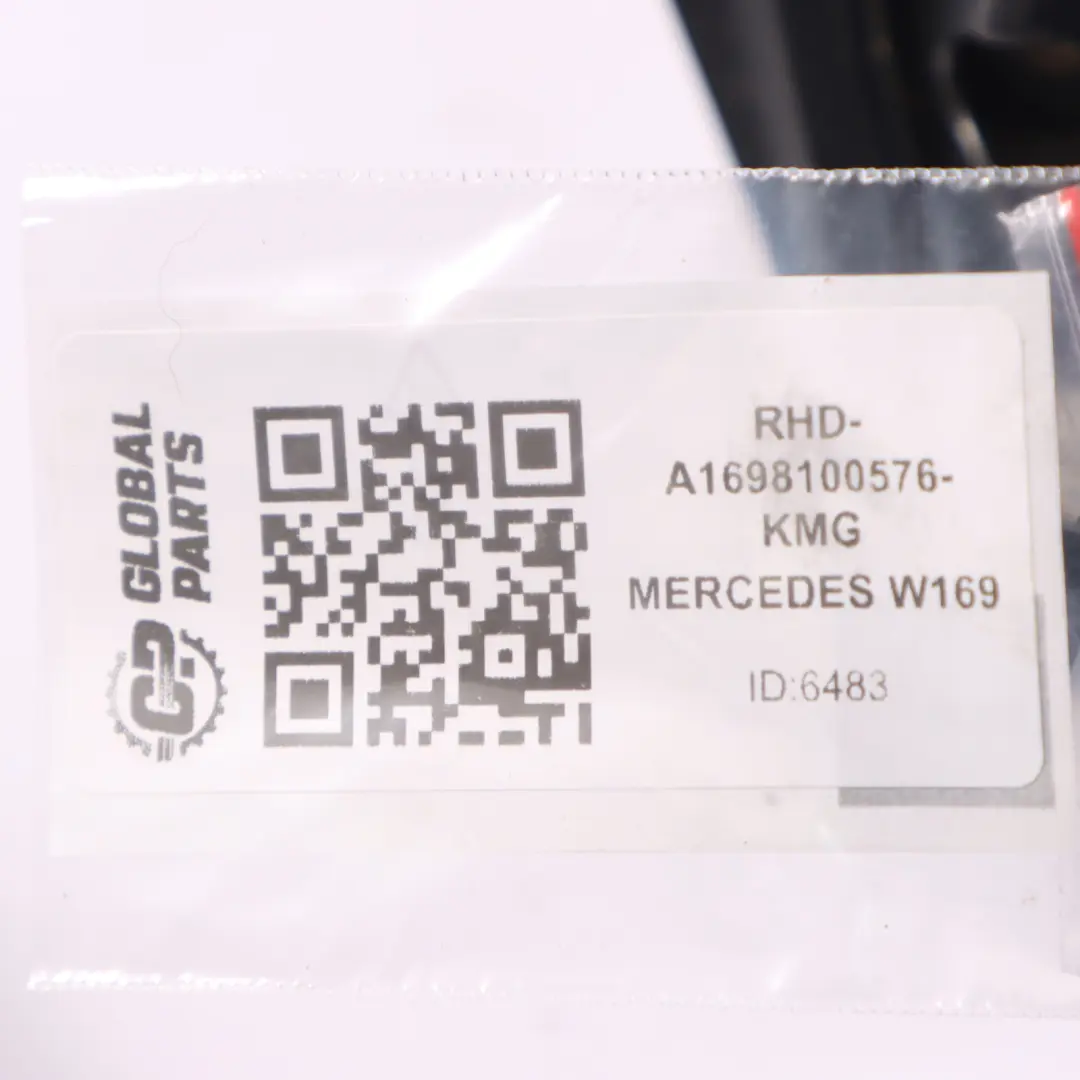 GLOBAL
PARTS
RHD-
A1698100576-
KMG
MERCEDES W169
ID:6483